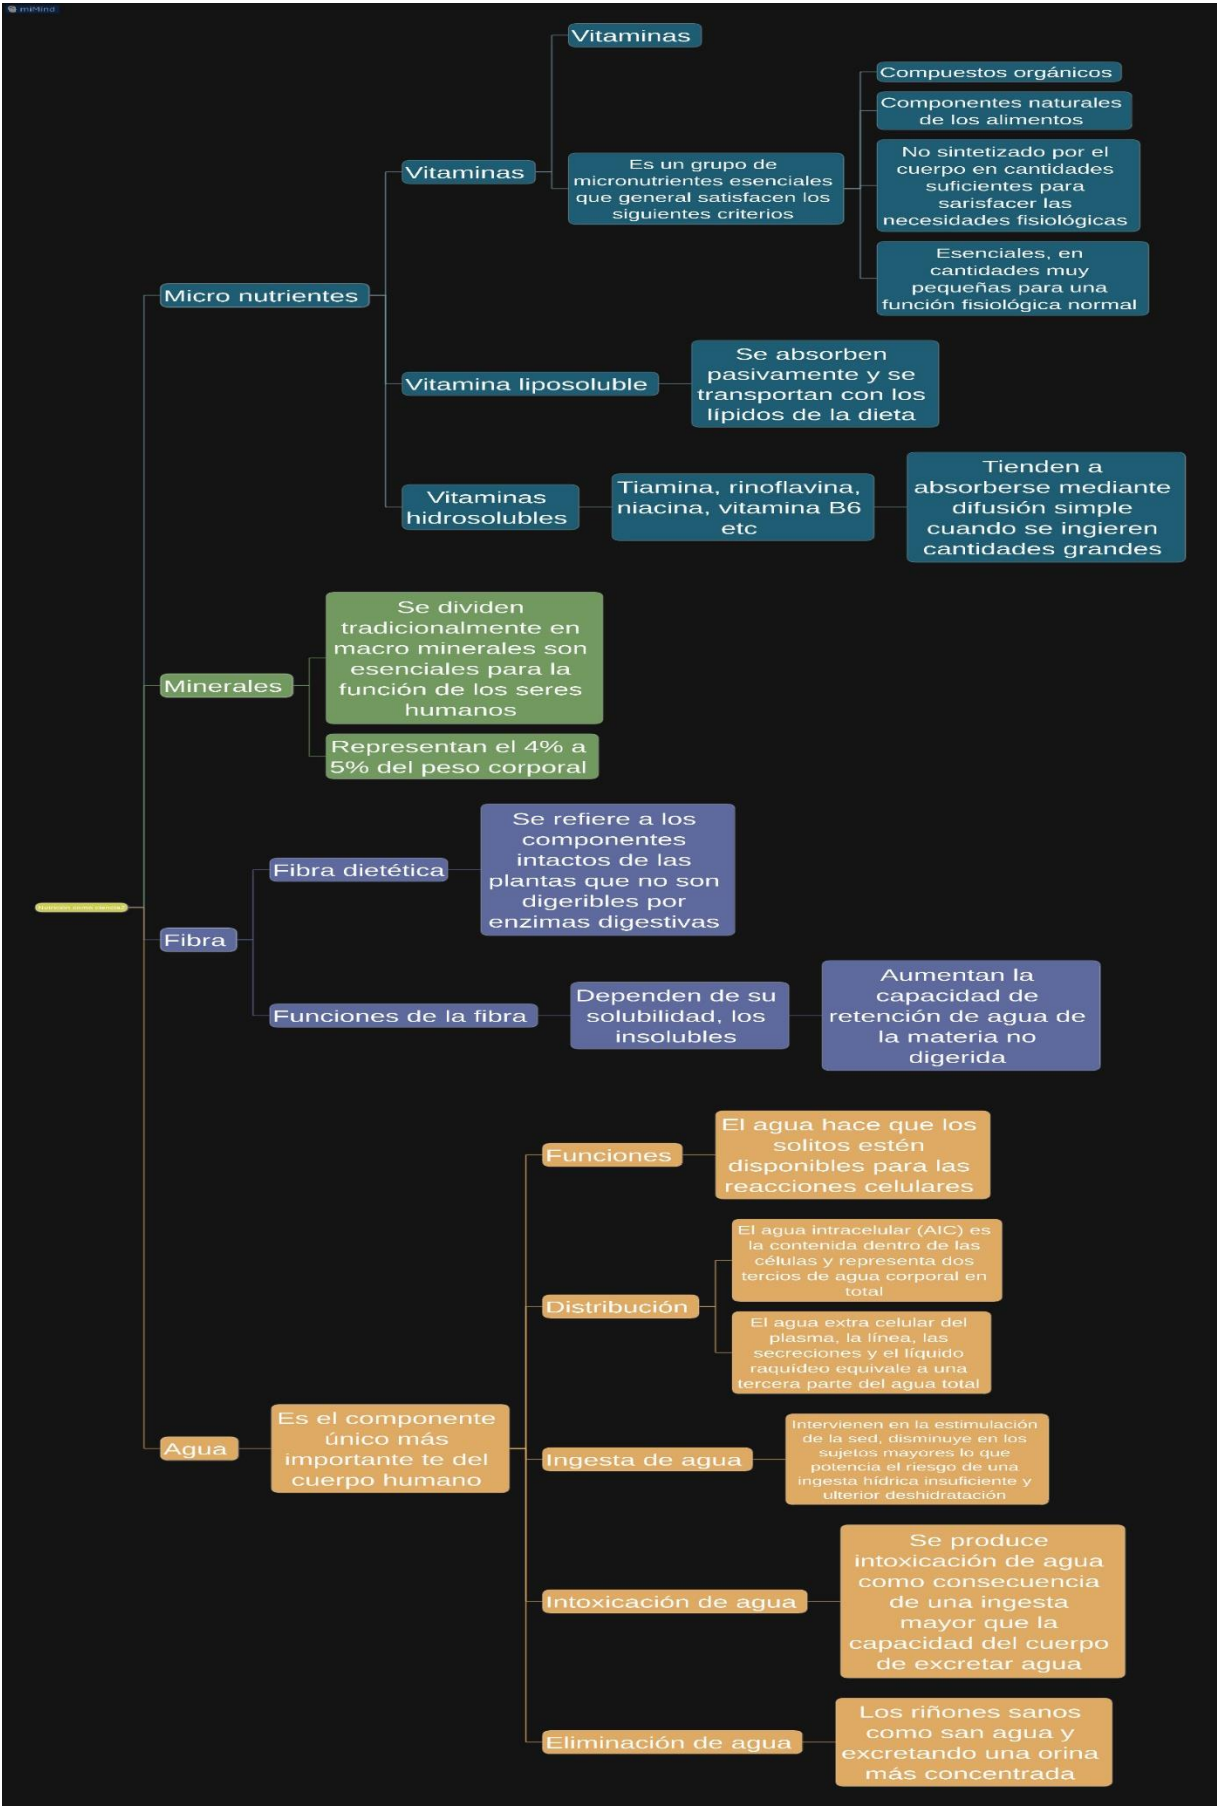 miMind
Vitaminas
Compuestos orgánicos
Componentes naturales
de los alimentos
Vitaminas
Es un grupo de
micronutrientes esenciales
que general satisfacen los
siguientes criterios
No sintetizado por el
cuerpo en cantidades
suficientes para
sarisfacer las
necesidades fisiológicas
Esenciales, en
cantidades muy
pequeñas para una
función fisiológica normal
Micro nutrientes
Vitamina liposoluble
Se absorben
pasivamente y se
transportan con los
lípidos de la dieta
Vitaminas
hidrosolubles
Tiamina, rinoflavina,
niacina, vitamina B6
etc
Tienden a
absorberse mediante
difusión simple
cuando se ingieren
cantidades grandes
Minerales
Se dividen
tradicionalmente en
macro minerales son
esenciales para la
función de los seres
humanos
Representan el 4% a
5% del peso corporal
Fibra
Fibra dietética
Se refiere a los
componentes
intactos de las
plantas que no son
digeribles por
enzimas digestivas
Funciones de la fibra
Dependen de su
solubilidad, los
insolubles
Aumentan la
capacidad de
retención de agua de
la materia no
digerida
Agua
Es el componente
único más
importante te del
cuerpo humano
Funciones
El agua hace que los
solitos estén
disponibles para las
reacciones celulares
Distribución
El agua intracelular (AIC) es
la contenida dentro de las
células y representa dos
tercios de agua corporal en
total
El agua extra celular del
plasma, la línea, las
secreciones y el líquido
raquídeo equivale a una
tercera parte del agua total
Ingesta de agua
Intervienen en la estimulación
de la sed, disminuye en los
sujetos mayores lo que
potencia el riesgo de una
ingesta hídrica insuficiente y
ulterior deshidratación
Intoxicación de agua
Se produce
intoxicación de agua
como consecuencia
de una ingesta
mayor que la
capacidad del cuerpo
de excretar agua
Eliminación de agua
Los riñones sanos
como san agua y
excretando una orina
más concentrada